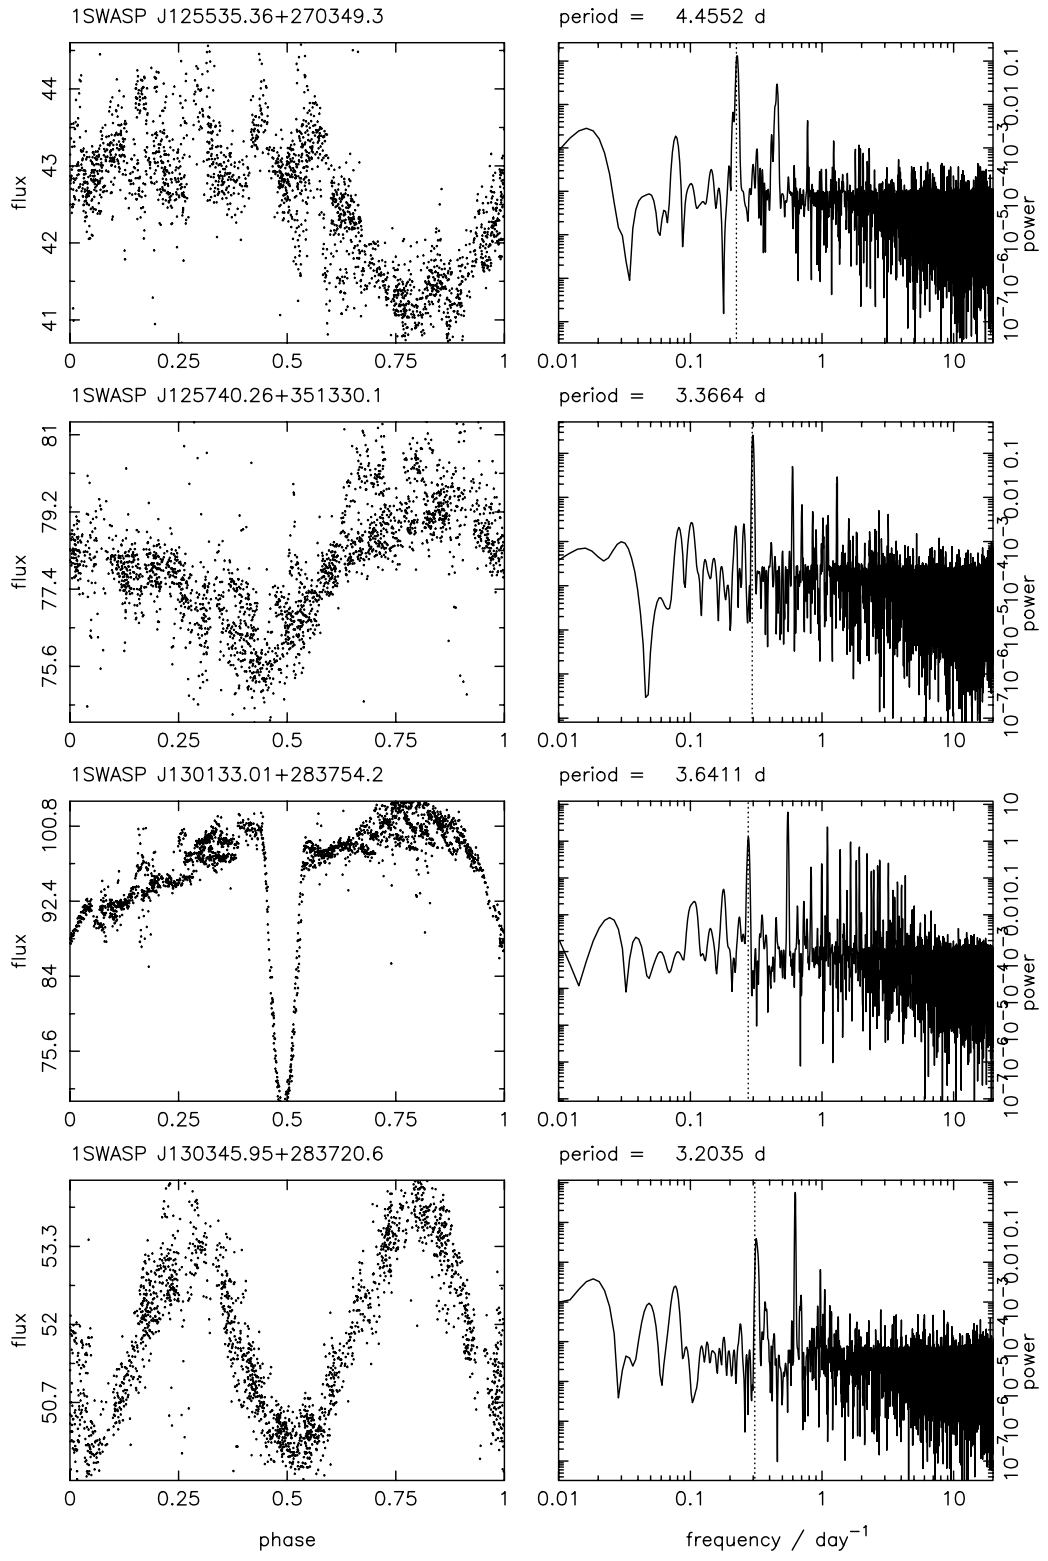 1SWASP J125535.36+270349.3
period = 4.4552 d
44
43
42
41
flux
0 0.25 0.5 0.75 1
0.1
0.01
10⁻³
10⁻⁴
10⁻⁵
10⁻⁶
10⁻⁷
power
0.01 0.1 1 10
1SWASP J125740.26+351330.1
period = 3.3664 d
81
79.2
77.4
75.6
flux
0 0.25 0.5 0.75 1
0.1
0.01
10⁻³
10⁻⁴
10⁻⁵
10⁻⁶
10⁻⁷
power
0.01 0.1 1 10
1SWASP J130133.01+283754.2
period = 3.6411 d
100.8
92.4
84
75.6
flux
0 0.25 0.5 0.75 1
10
1
0.1
0.01
10⁻³
10⁻⁴
10⁻⁵
10⁻⁶
10⁻⁷
power
0.01 0.1 1 10
1SWASP J130345.95+283720.6
period = 3.2035 d
53.3
52
50.7
flux
0 0.25 0.5 0.75 1
phase
1
0.1
0.01
10⁻³
10⁻⁴
10⁻⁵
10⁻⁶
10⁻⁷
power
0.01 0.1 1 10
frequency / day⁻¹